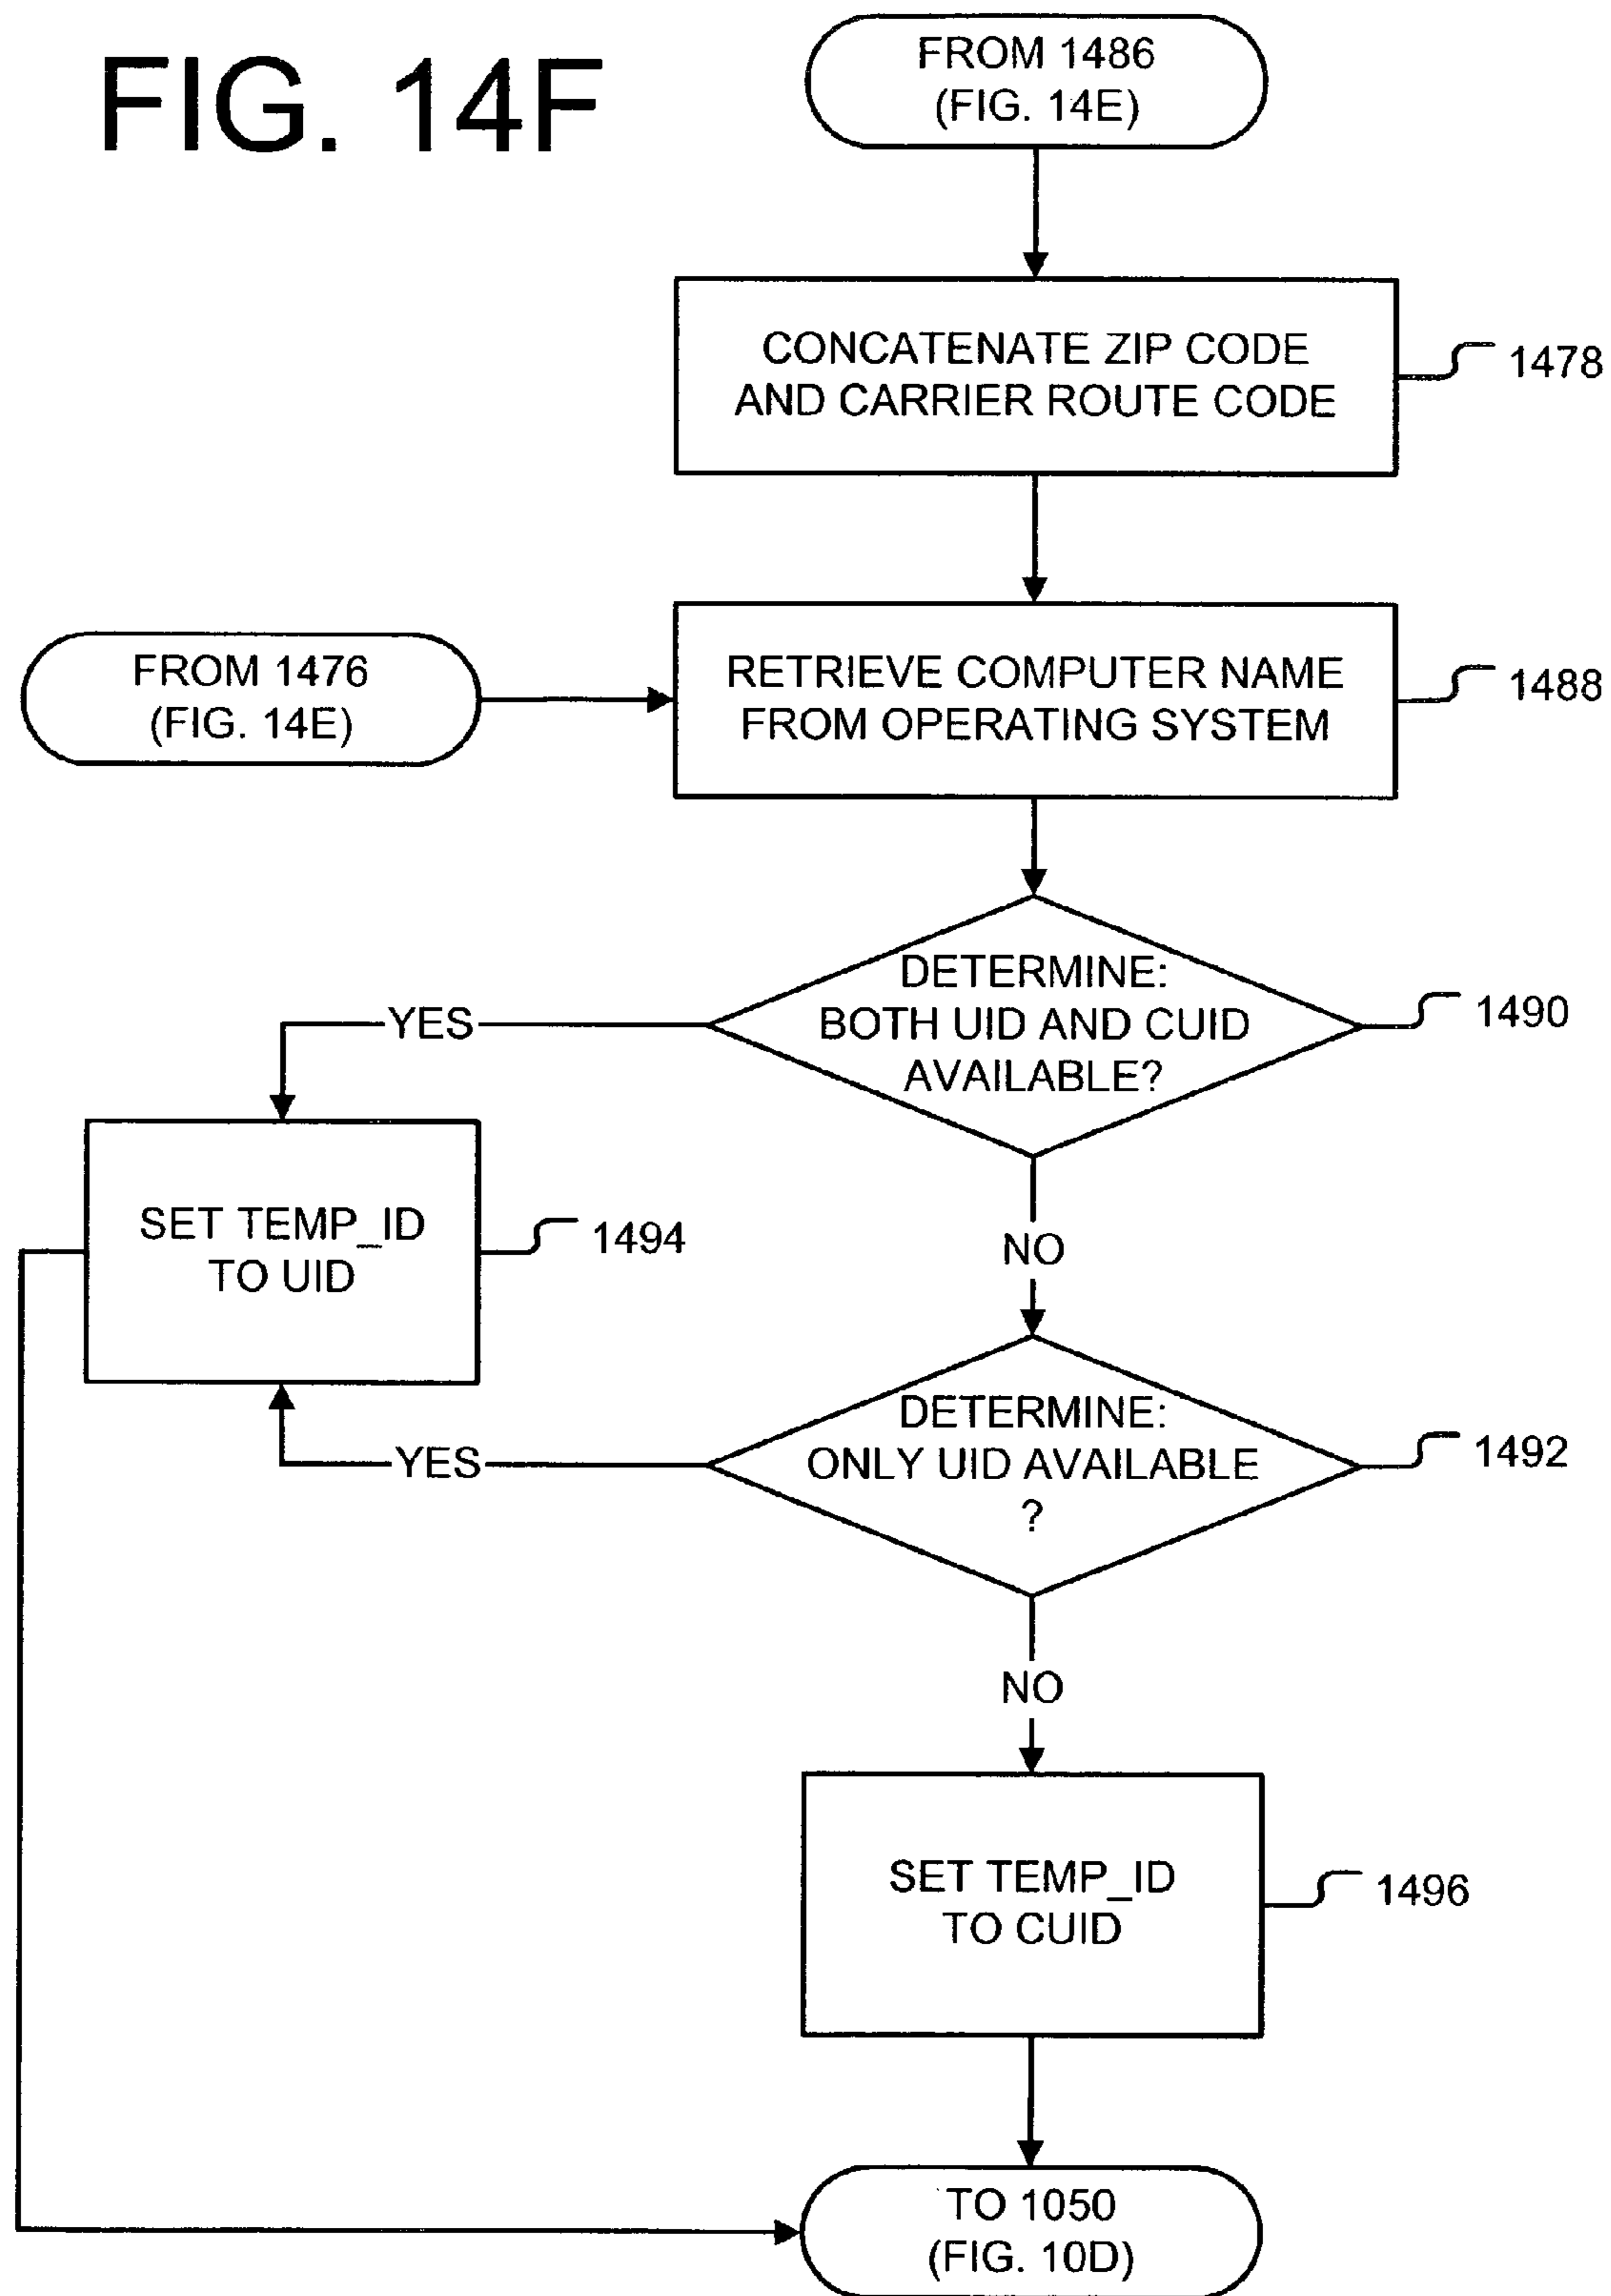 FIG. 14F
FROM 1486
(FIG. 14E)
CONCATENATE ZIP CODE
AND CARRIER ROUTE CODE
1478
FROM 1476
(FIG. 14E)
RETRIEVE COMPUTER NAME
FROM OPERATING SYSTEM
1488
DETERMINE:
BOTH UID AND CUID
AVAILABLE?
1490
YES
SET TEMP_ID
TO UID
1494
NO
DETERMINE:
ONLY UID AVAILABLE
?
1492
YES
NO
SET TEMP_ID
TO CUID
1496
TO 1050
(FIG. 10D)